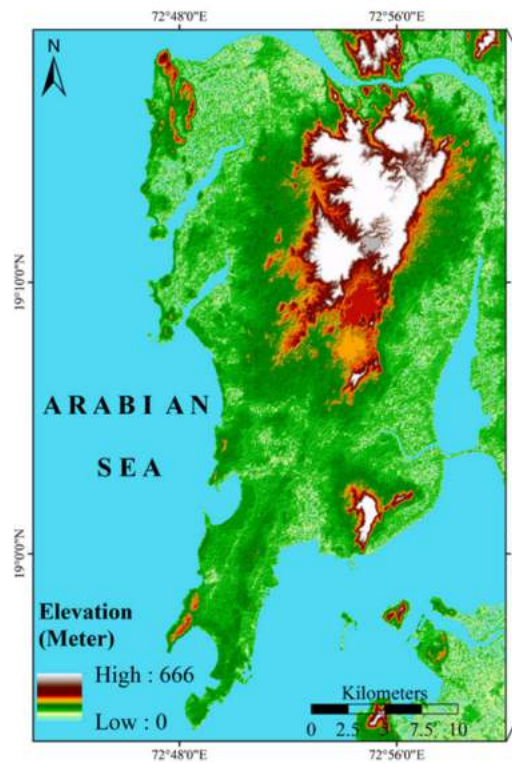 72°48'0"E 72°56'0"E
N
19°10'0"N
ARABIAN
SEA
19°0'0"N
Elevation
(Meter)
High : 666
Low : 0
Kilometers
0 2.5 5 7.5 10
72°48'0"E 72°56'0"E